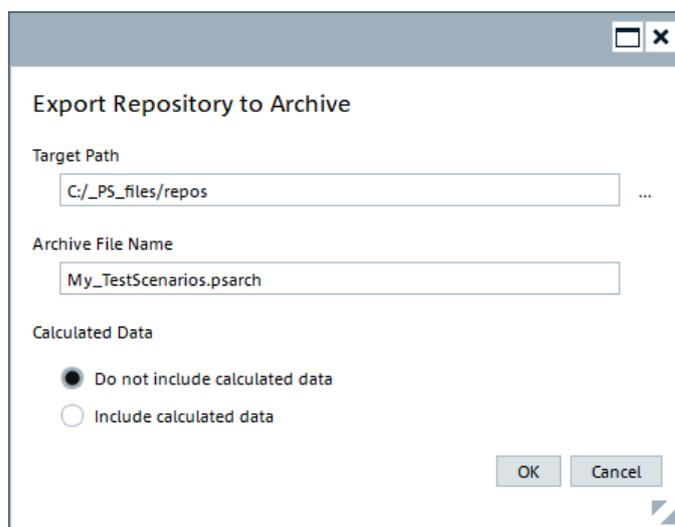 Export Repository to Archive
Target Path
C:/_PS_files/repos
...
Archive File Name
My_TestScenarios.psarch
Calculated Data
Do not include calculated data
Include calculated data
OK
Cancel